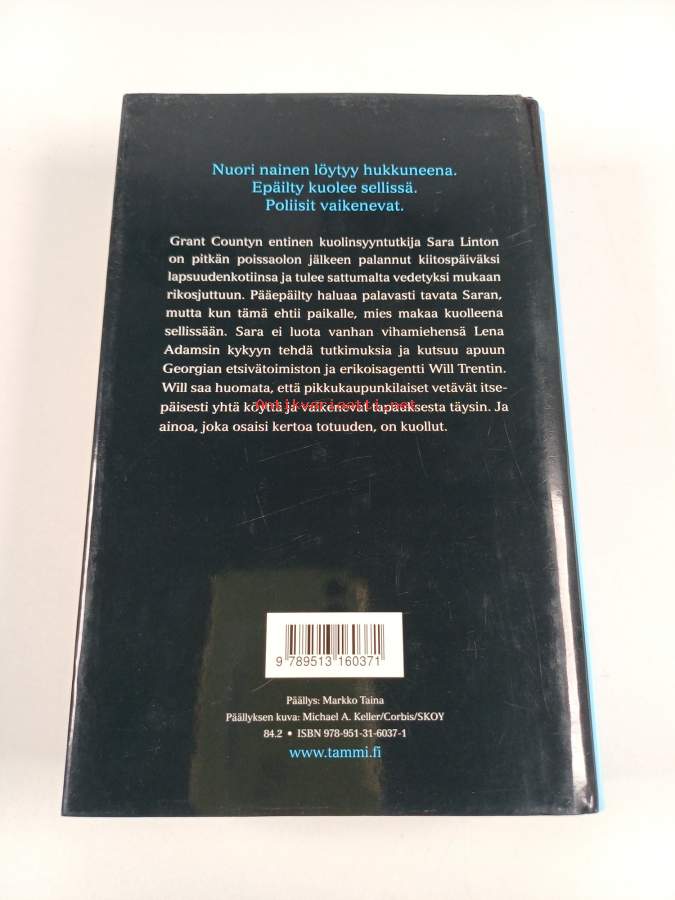 Nuori nainen löytyy hukkuneena.
Epäilty kuolee sellissä.
Poliisit vaikenevat.
Grant Countyn entinen kuolinsyyntutkija Sara Linton
on pitkän poissaolon jälkeen palannut kiitospäiväksi
lapsuudenkotiinsa ja tulee sattumalta vedetyksi mukaan
rikosjuttuun. Pääepäilty haluaa palavasti tavata Saran,
mutta kun tämä ehtii paikalle, mies makaa kuolleena
sellissään. Sara ei luota vanhan vihamiehensä Lena
Adamsin kykyyn tehdä tutkimuksia ja kutsuu apuun
Georgian etsivätoimiston ja erikoisagentti Will Trentin.
Will saa huomata, että pikkukaupunkilaiset vetävät itse-
päisesti yhtä köyttä ja vaikenevat tapauksesta täysin. Ja
Antikvariaatti.net
ainoa, joka osaisi kertoa totuuden, on kuollut.
9 789513 160371
Päällys: Markko Taina
Päällyksen kuva: Michael A. Keller/Corbis/SKOY
84.2 • ISBN 978-951-31-6037-1
www.tammi.fi